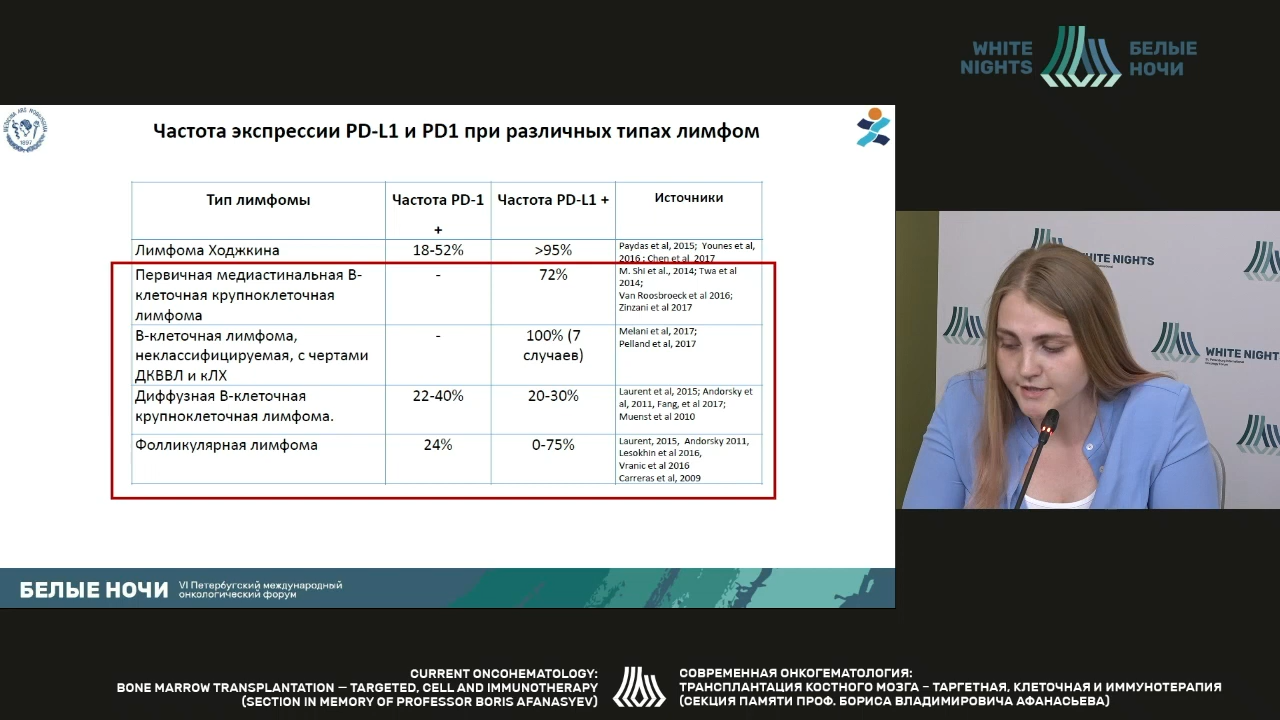 WHITE
NIGHTS
БЕЛЫЕ
НОЧИ
Частота экспрессии PD-L1 и PD1 при различных типах лимфом
1897
Тип лимфомы
Частота PD-1
+
Частота PD-L1 +
Источники
Лимфома Ходжкина
18-52%
>95%
Paydas et al, 2015; Younes et al,
2016 ; Chen et al 2017
Первичная медиастинальная В-
клеточная крупноклеточная
лимфома
-
72%
M. Shi et al., 2014; Twa et al
2014;
Van Roosbroeck et al 2016;
Zinzani et al 2017
В-клеточная лимфома,
неклассифицируемая, с чертами
ДКВВЛ и кЛХ
-
100% (7
случаев)
Melani et al, 2017;
Pelland et al, 2017
Диффузная В-клеточная
крупноклеточная лимфома.
22-40%
20-30%
Laurent et al, 2015; Andorsky et
al, 2011, Fang, et al 2017;
Muenst et al 2010
Фолликулярная лимфома
24%
0-75%
Laurent, 2015, Andorsky 2011,
Lesokhin et al 2016,
Vranic et al 2016
Carreras et al, 2009
БЕЛЫЕ НОЧИ
VI Петербургский международный
онкологический форум
WHITE NIGHTS
WHITE NIGHTS
CURRENT ONCOHEMATOLOGY:
BONE MARROW TRANSPLANTATION – TARGETED, CELL AND IMMUNOTHERAPY
(SECTION IN MEMORY OF PROFESSOR BORIS AFANASYEV)
СОВРЕМЕННАЯ ОНКОГЕМАТОЛОГИЯ:
ТРАНСПЛАНТАЦИЯ КОСТНОГО МОЗГА – ТАРГЕТНАЯ, КЛЕТОЧНАЯ И ИММУНОТЕРАПИЯ
(СЕКЦИЯ ПАМЯТИ ПРОФ. БОРИСА ВЛАДИМИРОВИЧА АФАНАСЬЕВА)